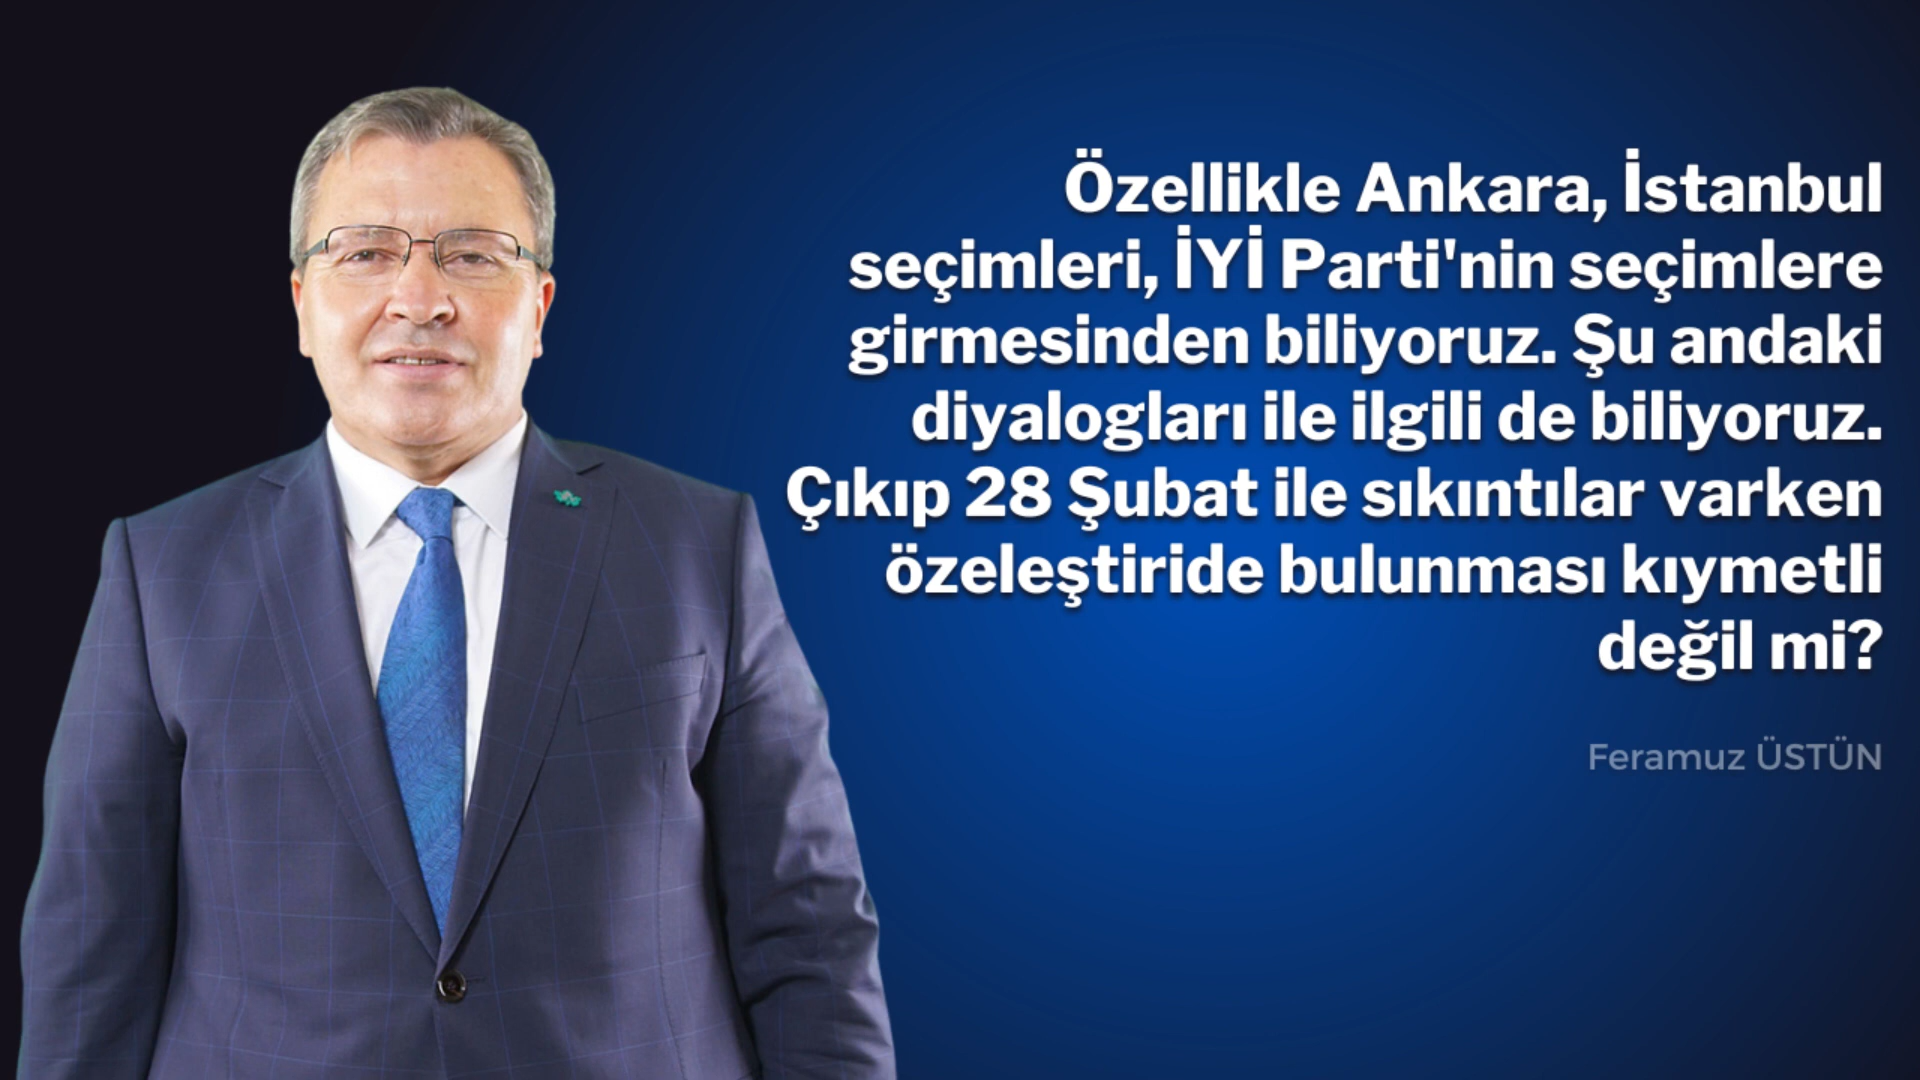 Özellikle Ankara, İstanbul
seçimleri, İYİ Parti'nin seçimlere
girmesinden biliyoruz. Şu andaki
diyalogları ile ilgili de biliyoruz.
Çıkıp 28 Şubat ile sıkıntılar varken
özeleştiride bulunması kıymetli
değil mi?
Feramuz ÜSTÜN